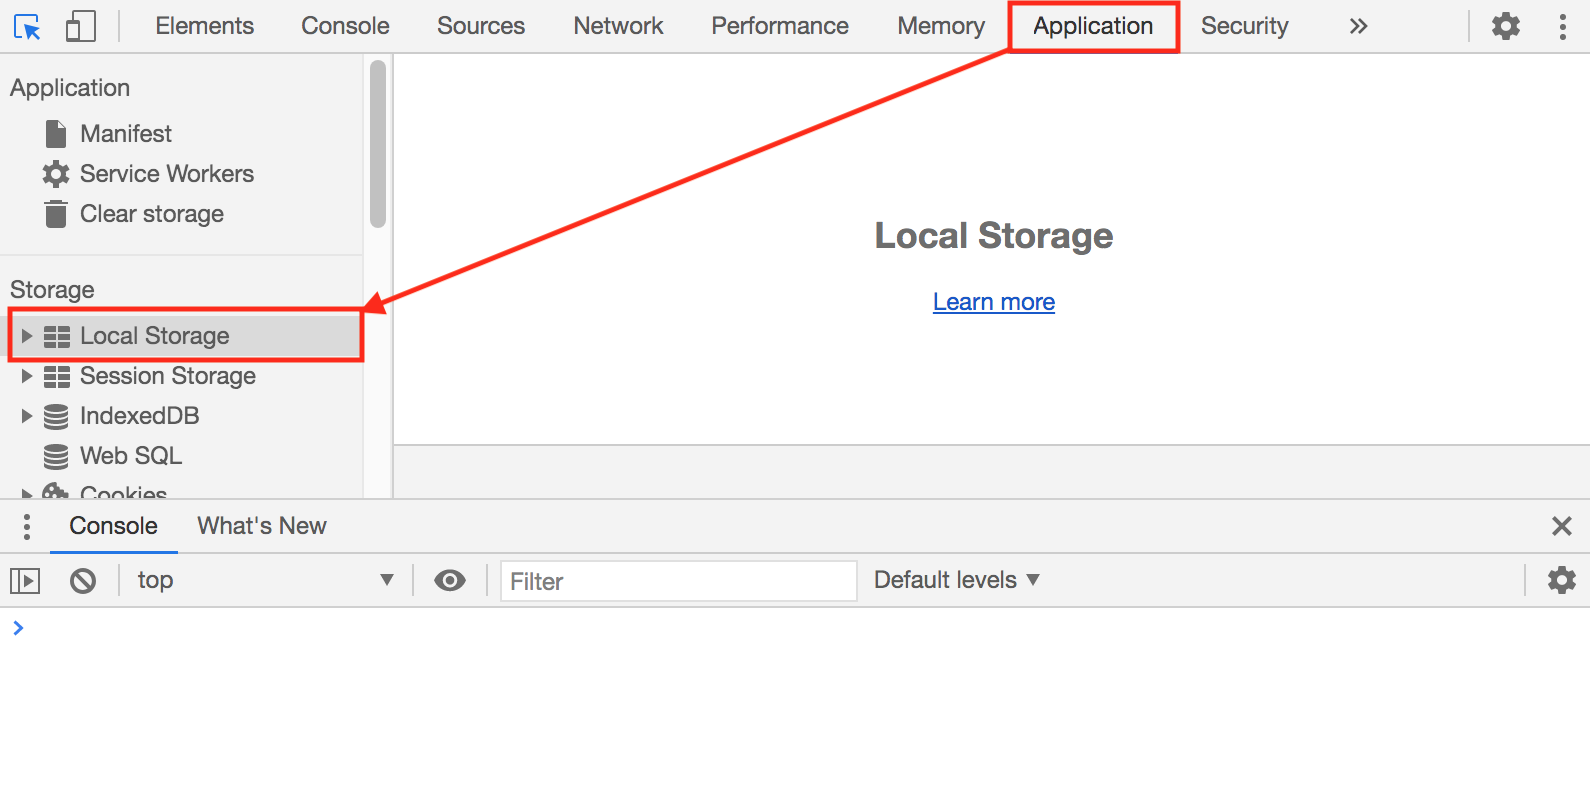 Elements Console Sources Network Performance Memory Application Security
Application
Manifest
Service Workers
Clear storage
Storage
Local Storage
Session Storage
IndexedDB
Web SQL
Cookies
Local Storage
Learn more
Console What's New
top Filter Default levels